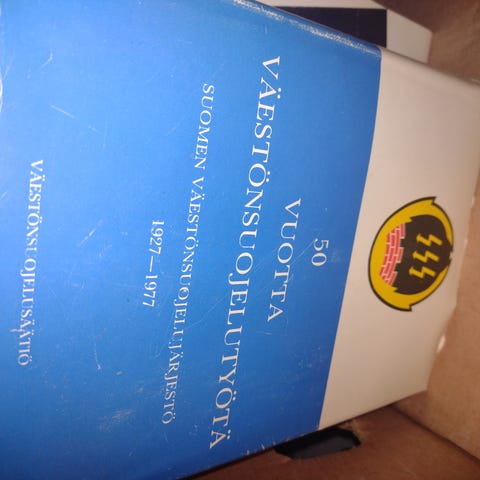 50
VUOTTA
VÄESTÖNSUOJELUTYÖTÄ
SUOMEN VÄESTÖNSUOJELUJÄRJESTÖ
1927—1977
VÄESTÖNSUOJELUSÄÄTIÖ